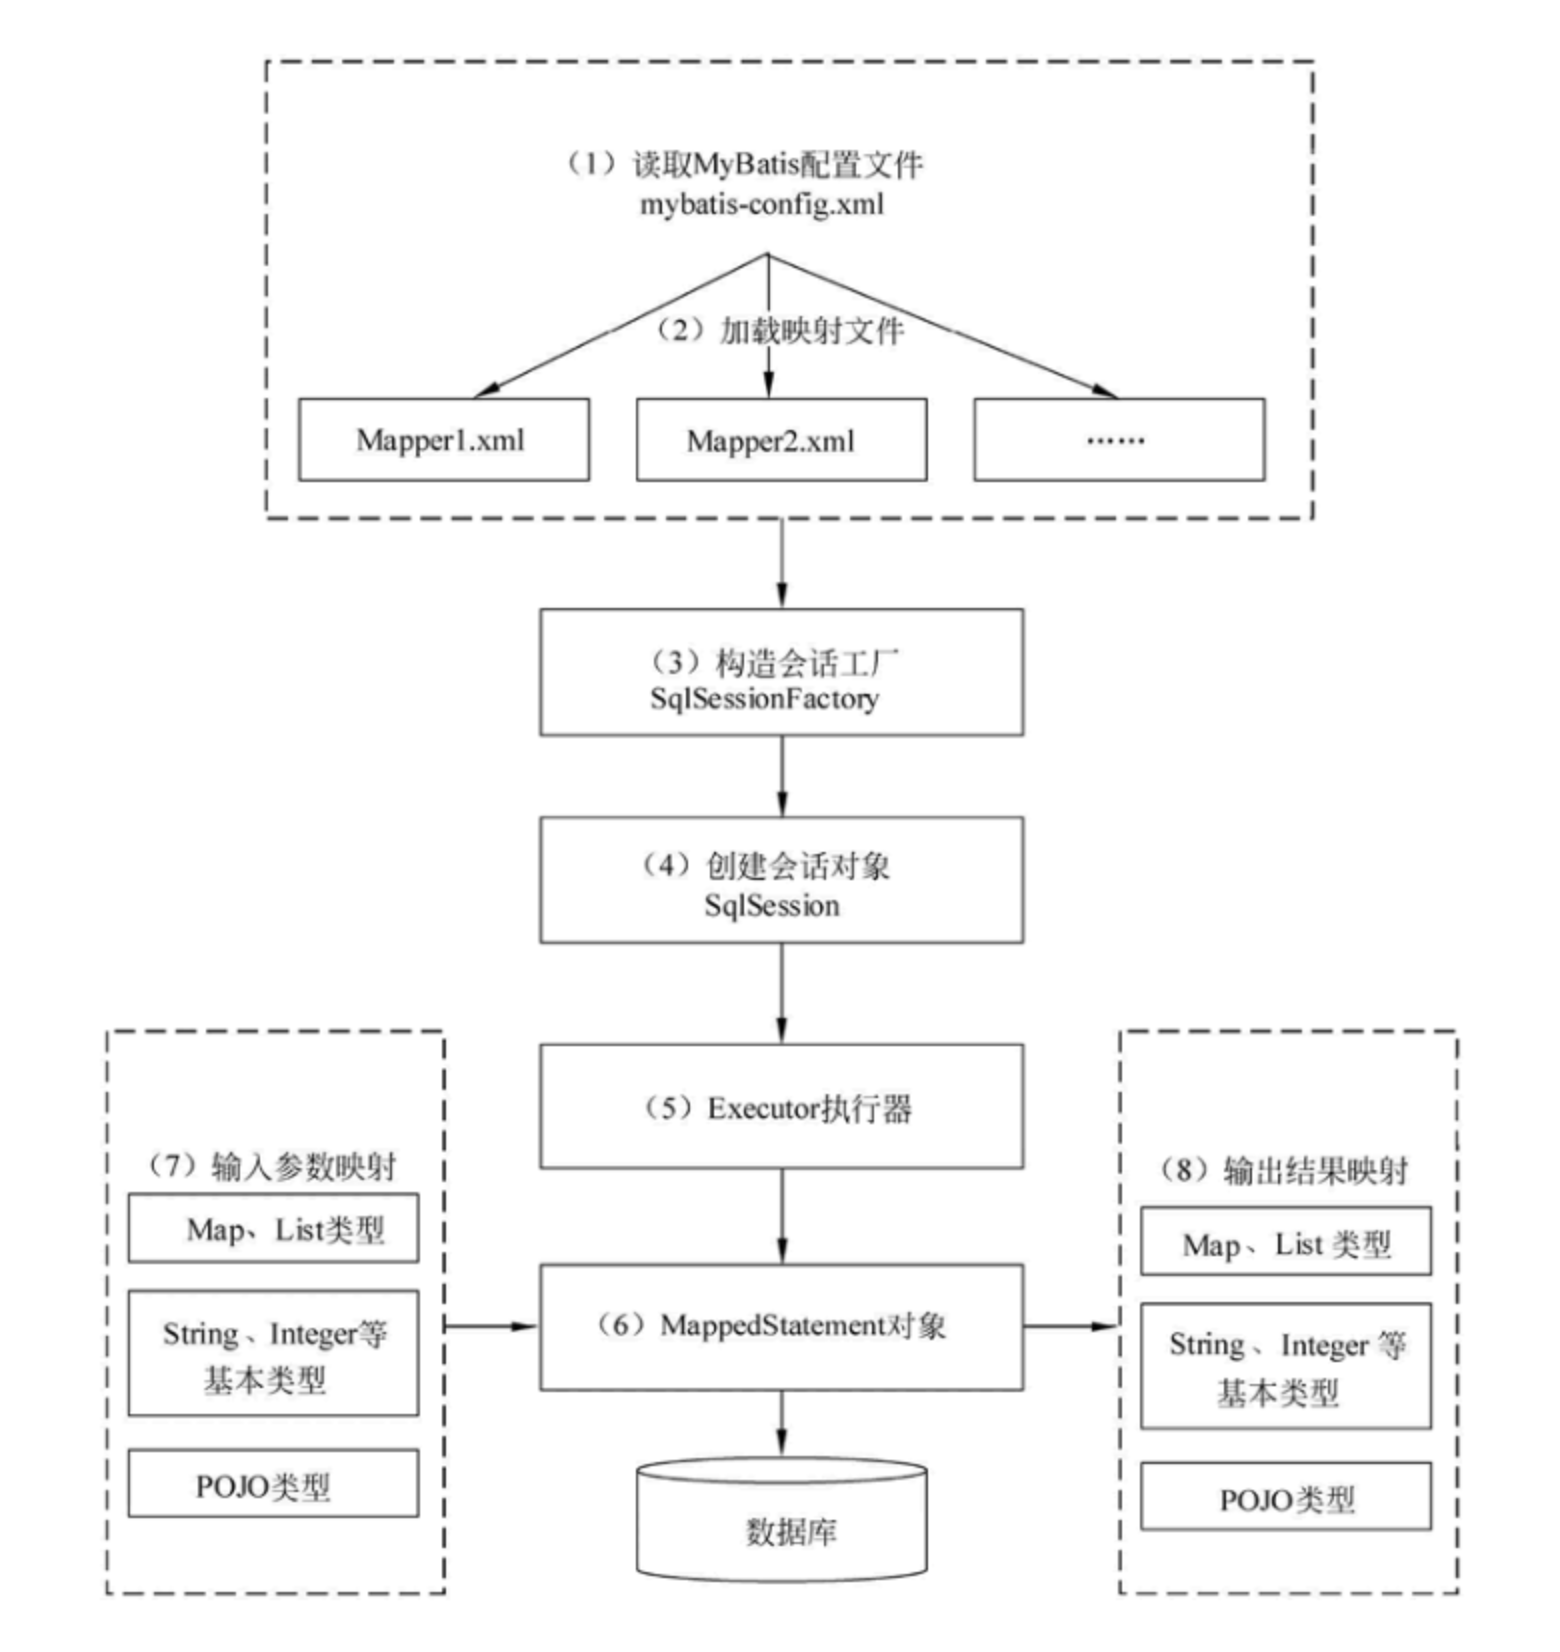 （1）读取MyBatis配置文件
mybatis-config.xml
（2）加载映射文件
Mapper1.xml
Mapper2.xml
……
（3）构造会话工厂
SqlSessionFactory
（4）创建会话对象
SqlSession
（5）Executor执行器
（6）MappedStatement对象
数据库
（7）输入参数映射
Map、List类型
String、Integer等
基本类型
POJO类型
（8）输出结果映射
Map、List 类型
String、Integer 等
基本类型
POJO类型